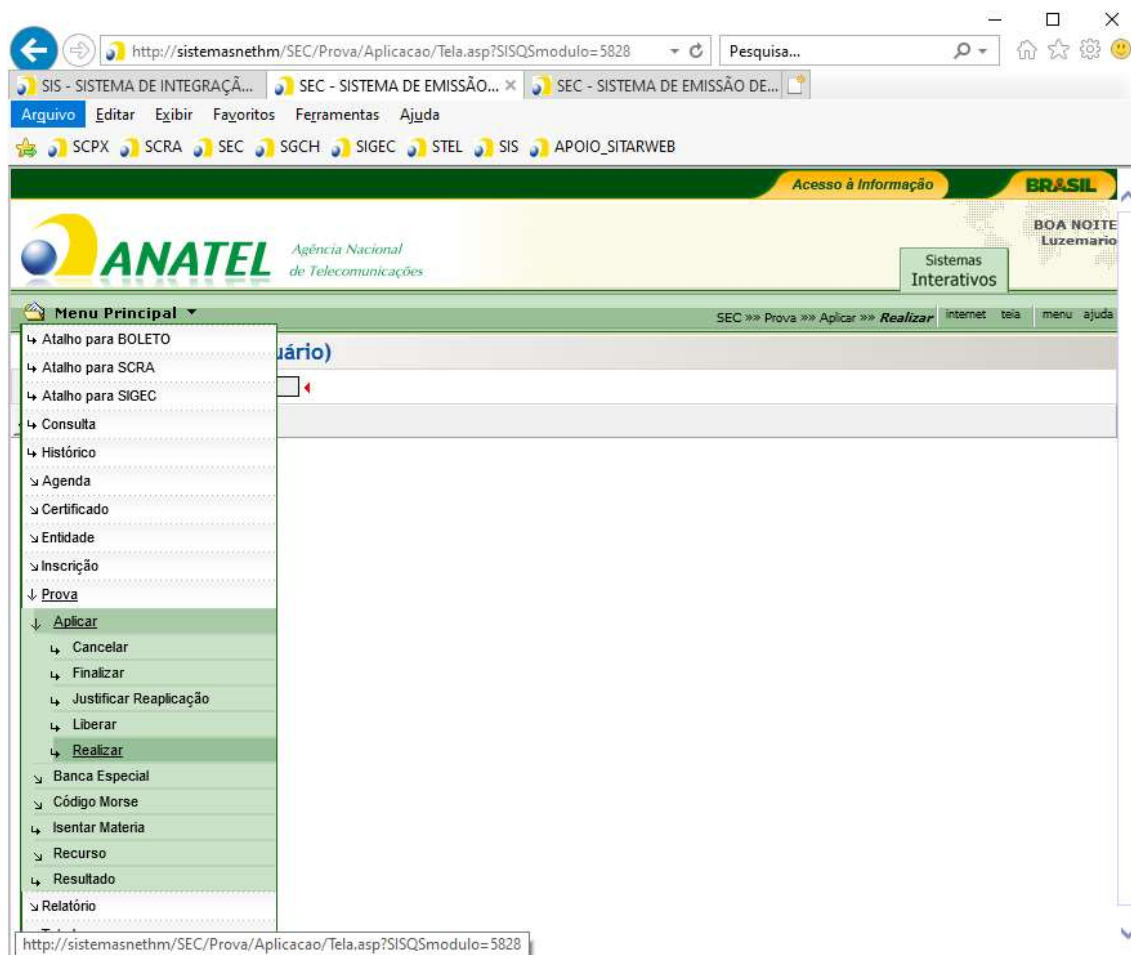 http://sistemasnethm/SEC/Prova/Aplicacao/Tela.asp?SISQSmodulo=5828 Pesquisa...
SIS - SISTEMA DE INTEGRAÇÃ... SEC - SISTEMA DE EMISSÃO... SEC - SISTEMA DE EMISSÃO DE...
Arquivo Editar Exibir Favoritos Ferramentas Ajuda
SCPX SCRA SEC SGCH SIGEC STEL SIS APOIO_SITARWEB
Acesso à Informação BRASIL
BOA NOITE
Luzemario
ANATEL Agência Nacional
de Telecomunicações
Sistemas
Interativos
Menu Principal SEC »» Prova »» Aplicar »» Realizar internet teia menu ajuda
Atalho para BOLETO
uário)
Atalho para SCRA
Atalho para SIGEC
Consulta
Histórico
Agenda
Certificado
Entidade
Inscrição
Prova
Aplicar
Cancelar
Finalizar
Justificar Reaplicação
Liberar
Realizar
Banca Especial
Código Morse
Isentar Materia
Recurso
Resultado
Relatório
http://sistemasnethm/SEC/Prova/Aplicacao/Tela.asp?SISQSmodulo=5828